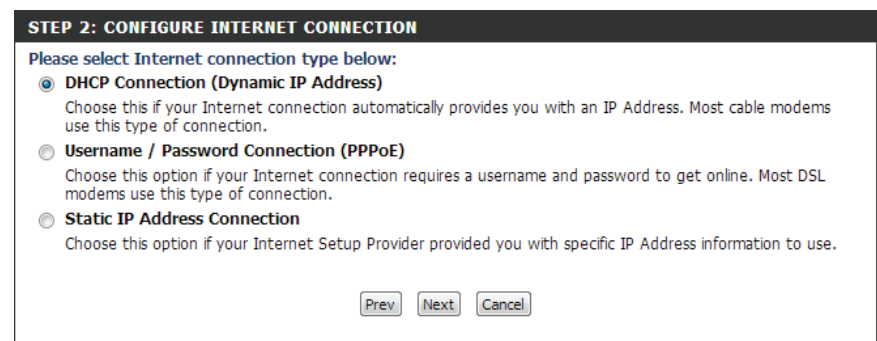 STEP 2: CONFIGURE INTERNET CONNECTION
Please select Internet connection type below:
DHCP Connection (Dynamic IP Address)
Choose this if your Internet connection automatically provides you with an IP Address. Most cable modems
use this type of connection.
Username / Password Connection (PPPoE)
Choose this option if your Internet connection requires a username and password to get online. Most DSL
modems use this type of connection.
Static IP Address Connection
Choose this option if your Internet Setup Provider provided you with specific IP Address information to use.
Prev Next Cancel